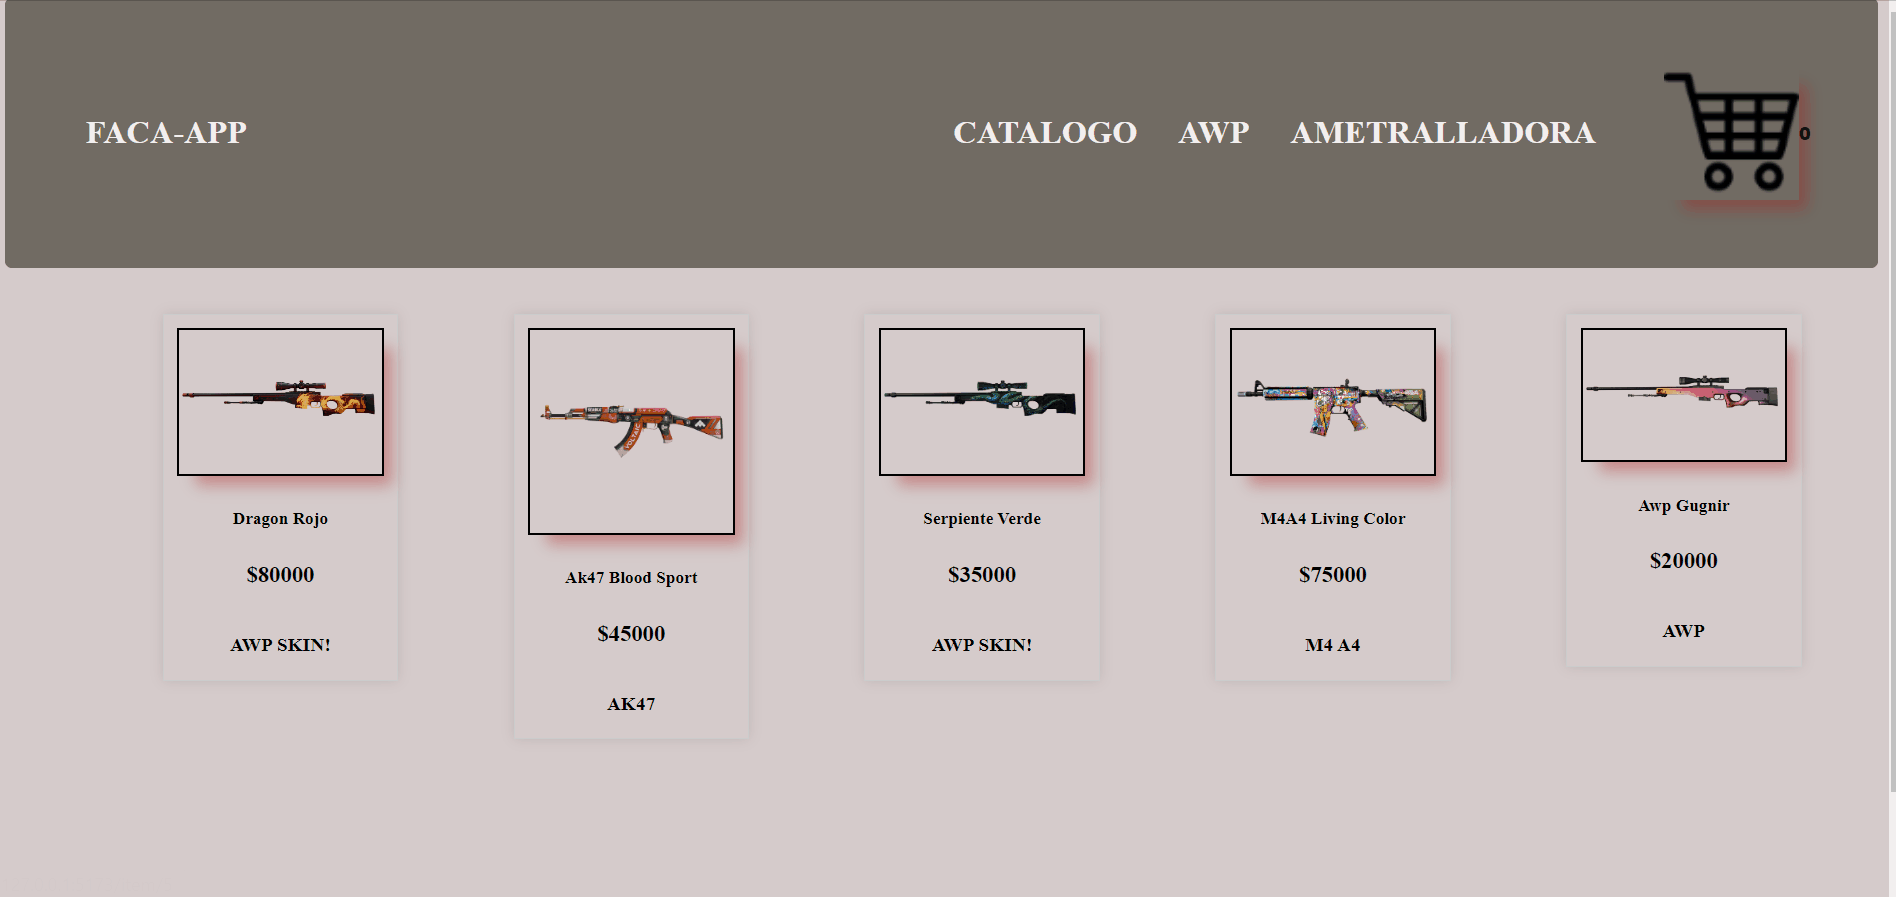 FACA-APP
CATALOGO
AWP
AMETRALLADORA
0
Dragon Rojo
$80000
AWP SKIN!
VOLTAIC
Ak47 Blood Sport
$45000
AK47
Serpiente Verde
$35000
AWP SKIN!
M4A4 Living Color
$75000
M4 A4
Awp Gugnir
$20000
AWP